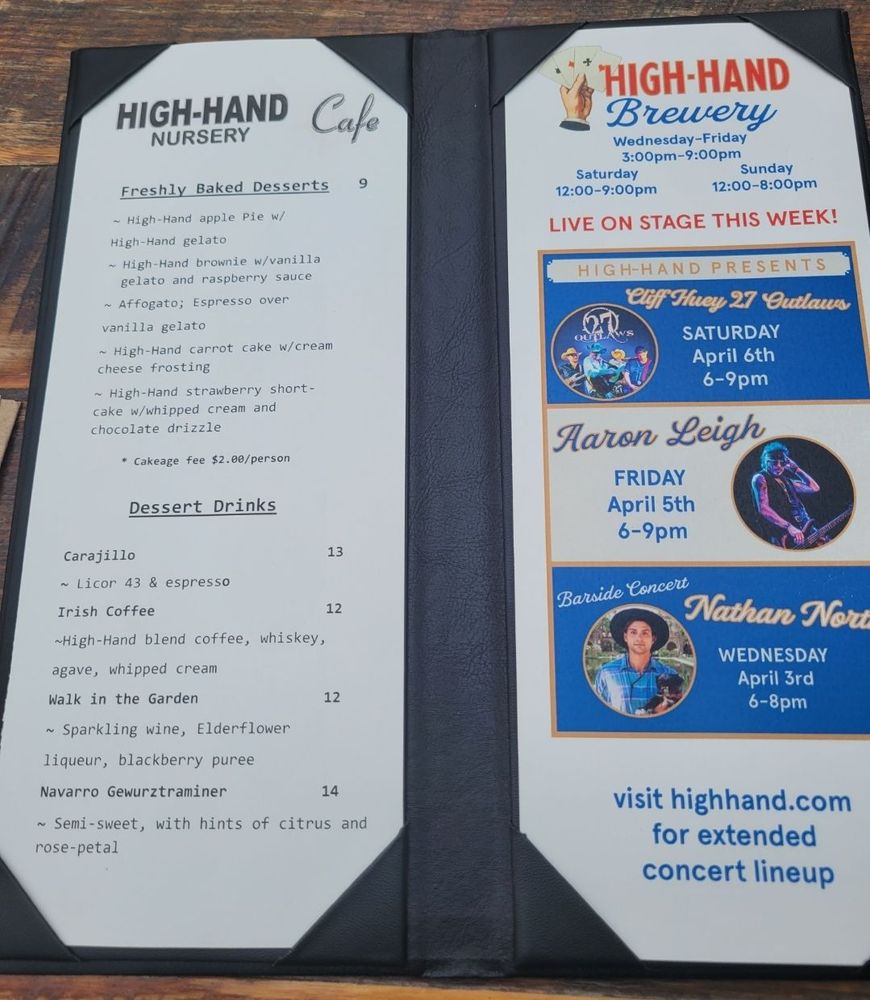 HIGH-HAND
NURSERY
Cafe
Freshly Baked Desserts 9
~ High-Hand apple Pie w/
High-Hand gelato
~ High-Hand brownie w/vanilla
gelato and raspberry sauce
~ Affogato; Espresso over
vanilla gelato
~ High-Hand carrot cake w/cream
cheese frosting
~ High-Hand strawberry short-
cake w/whipped cream and
chocolate drizzle
* Cakeage fee $2.00/person
Dessert Drinks
Carajillo 13
~ Licor 43 & espresso
Irish Coffee 12
~High-Hand blend coffee, whiskey,
agave, whipped cream
Walk in the Garden 12
~ Sparkling wine, Elderflower
liqueur, blackberry puree
Navarro Gewurztraminer 14
~ Semi-sweet, with hints of citrus and
rose-petal
HIGH-HAND
Brewery
Wednesday-Friday
3:00pm-9:00pm
Saturday
12:00-9:00pm
Sunday
12:00-8:00pm
LIVE ON STAGE THIS WEEK!
HIGH-HAND PRESENTS
Cliff Huey 27 Outlaws
27
OUTLAWS
SATURDAY
April 6th
6-9pm
Aaron Leigh
FRIDAY
April 5th
6-9pm
Barside Concert
Nathan Nort
WEDNESDAY
April 3rd
6-8pm
visit highhand.com
for extended
concert lineup